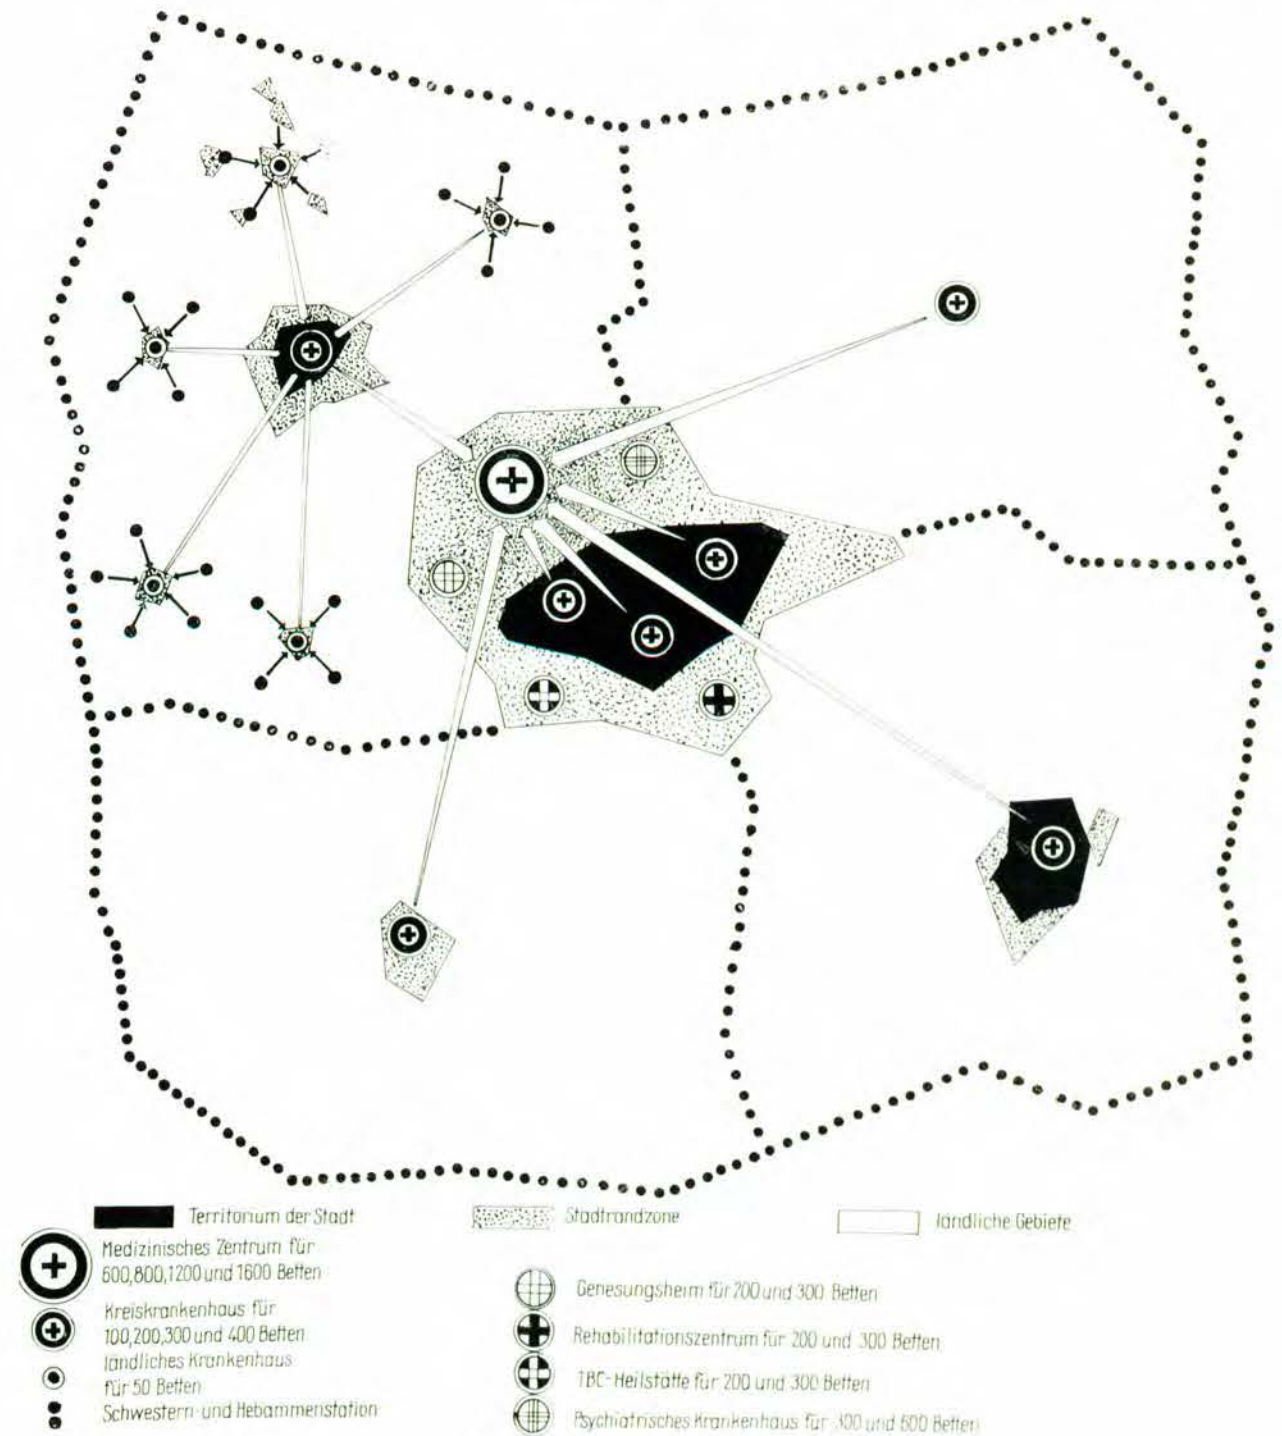 Territorium der Stadt
Stadtrandzone
ländliche Gebiete
Medizinisches Zentrum für
600,800,1200 und 1600 Betten
Kreiskrankenhaus für
100,200,300 und 400 Betten
ländliches Krankenhaus
für 50 Betten
Schwestern-und Hebammenstation
Genesungsheim für 200 und 300 Betten
Rehabilitationszentrum für 200 und 300 Betten
TBC-Heilstätte für 200 und 300 Betten
Psychiatrisches Krankenhaus für 300 und 600 Betten